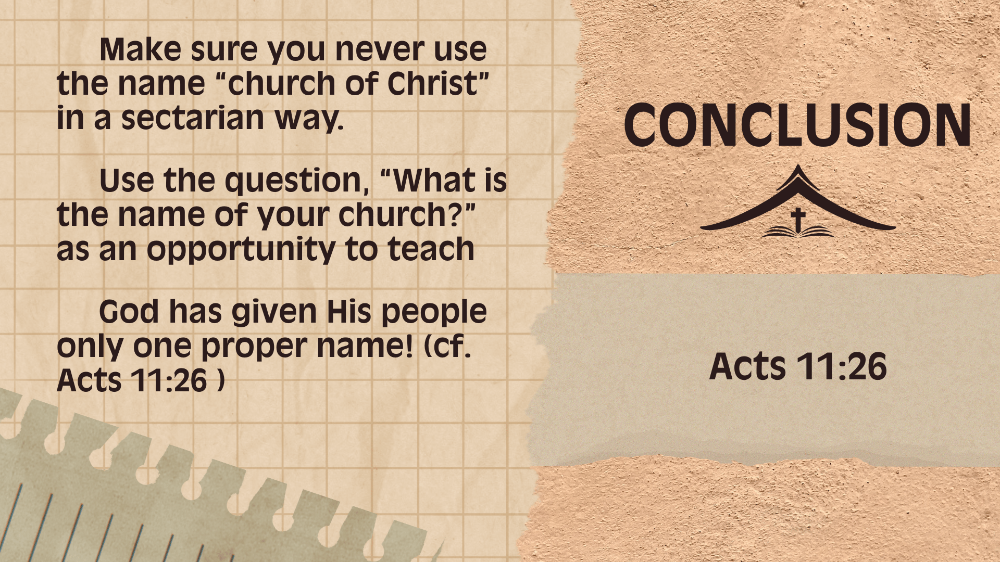 Make sure you never use
the name “church of Christ”
in a sectarian way.
Use the question, “What is
the name of your church?”
as an opportunity to teach
God has given His people
only one proper name! (cf.
Acts 11:26 )
CONCLUSION
Acts 11:26